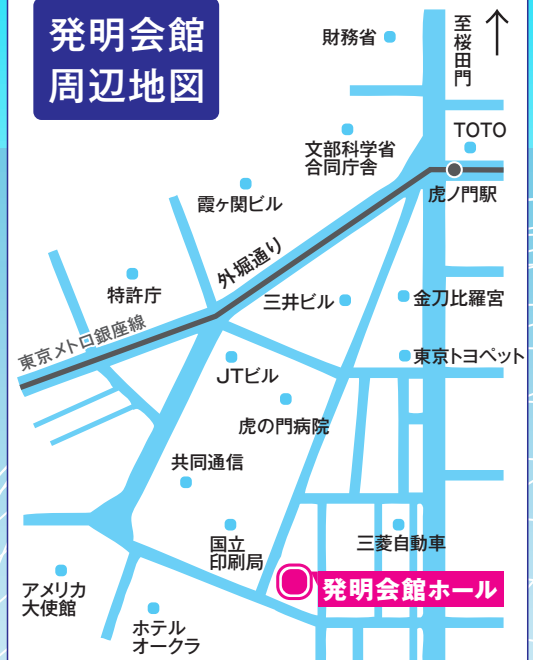 発明会館
周辺地図
財務省
至桜田門
TOTO
文部科学省
合同庁舎
虎ノ門駅
霞ヶ関ビル
外堀通り
特許庁
三井ビル
金刀比羅宮
東京メトロ銀座線
JTビル
東京トヨペット
虎の門病院
共同通信
国立
印刷局
三菱自動車
発明会館ホール
アメリカ
大使館
ホテル
オークラ